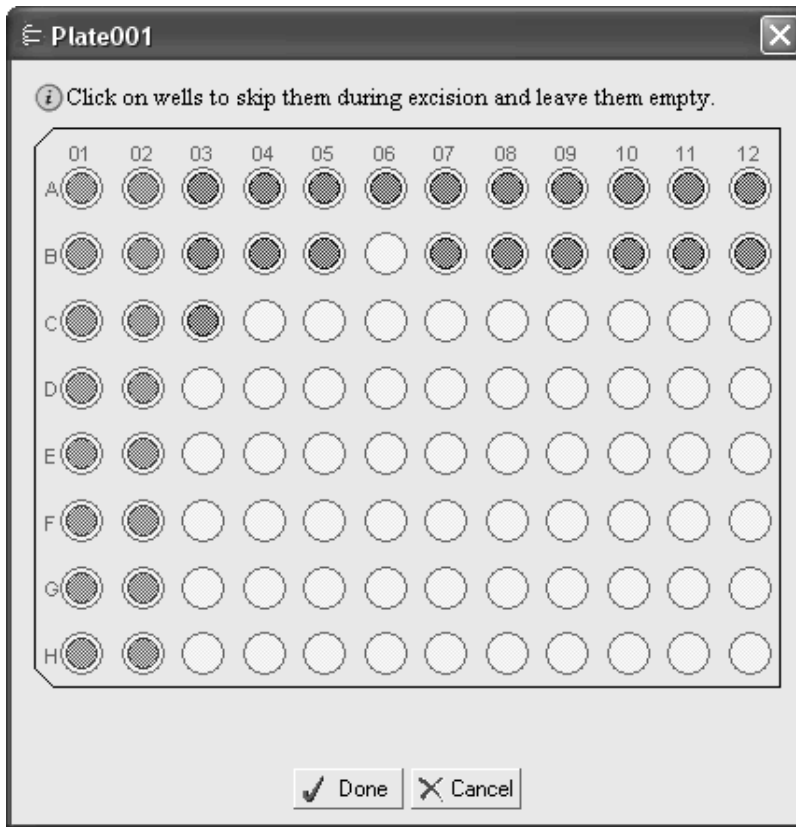 Plate001
Click on wells to skip them during excision and leave them empty.
01 02 03 04 05 06 07 08 09 10 11 12
A
B
C
D
E
F
G
H
Done Cancel